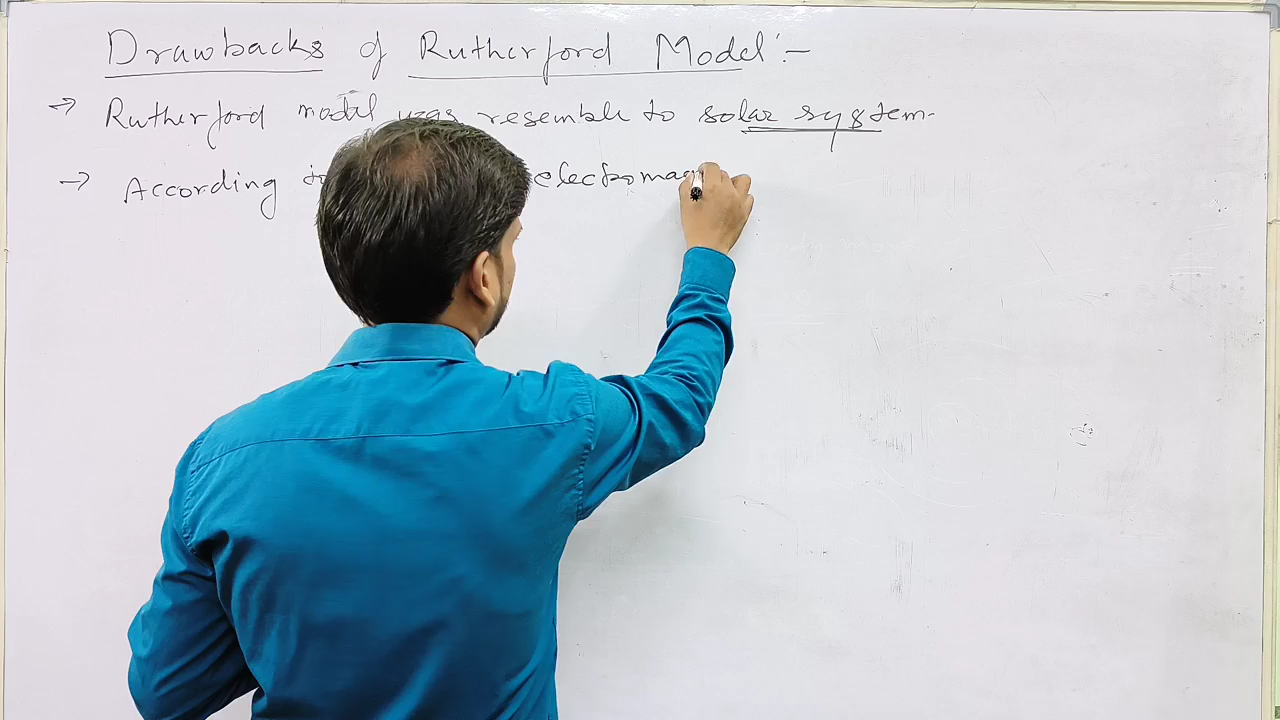 Drawbacks of Rutherford Model :-
→ Rutherford model was resemble to solar system.
→ According to electromag